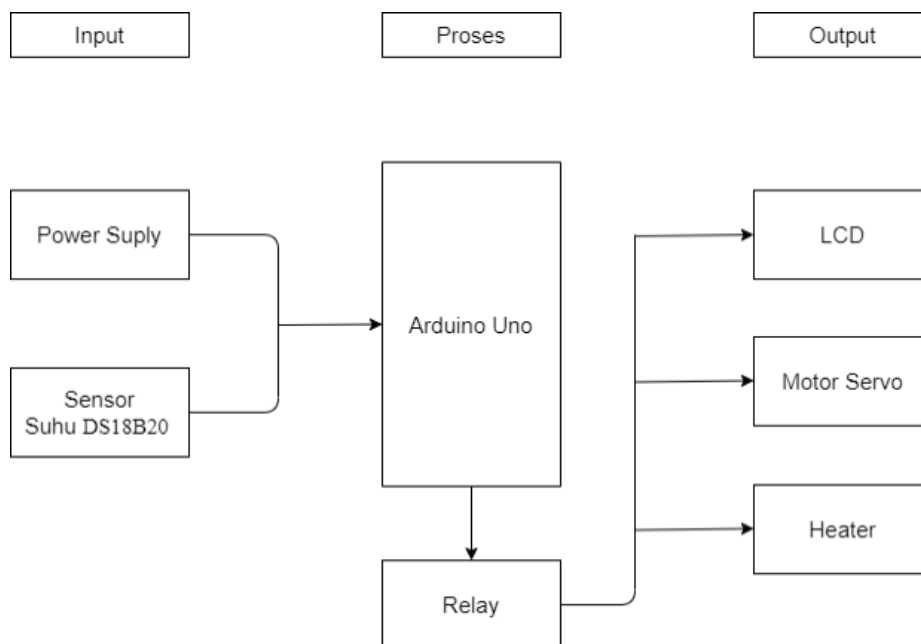 Input
Proses
Output
Power Suply
Sensor
Suhu DS18B20
Arduino Uno
Relay
LCD
Motor Servo
Heater